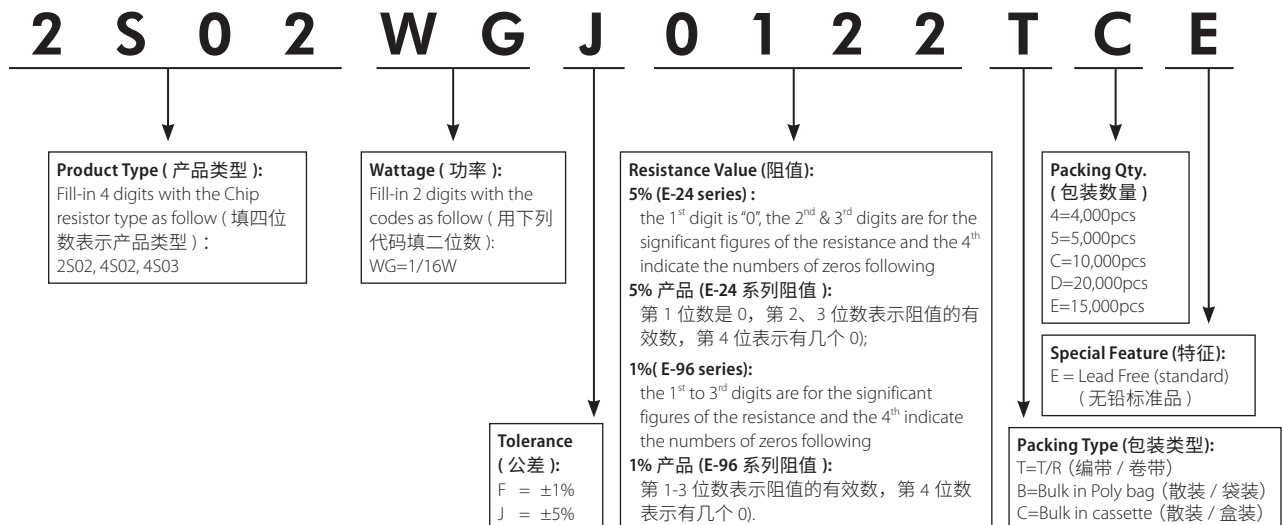 2 S 0 2 W G J 0 1 2 2 T C E
Product Type ( 产品类型 ):
Fill-in 4 digits with the Chip
resistor type as follow ( 填四位
数表示产品类型 ) :
2S02, 4S02, 4S03
Wattage ( 功率 ):
Fill-in 2 digits with the
codes as follow ( 用下列
代码填二位数 ):
WG=1/16W
Tolerance
( 公差 ):
F = ±1%
J = ±5%
Resistance Value (阻值):
5% (E-24 series) :
the 1st digit is “0”, the 2nd & 3rd digits are for the
significant figures of the resistance and the 4th
indicate the numbers of zeros following
5% 产品 (E-24 系列阻值 ):
第 1 位数是 0，第 2、3 位数表示阻值的有
效数，第 4 位表示有几个 0);
1%( E-96 series):
the 1st to 3rd digits are for the significant
figures of the resistance and the 4th indicate
the numbers of zeros following
1% 产品 (E-96 系列阻值 ):
第 1-3 位数表示阻值的有效数，第 4 位数
表示有几个 0).
Packing Qty.
( 包装数量 )
4=4,000pcs
5=5,000pcs
C=10,000pcs
D=20,000pcs
E=15,000pcs
Special Feature (特征):
E = Lead Free (standard)
( 无铅标准品 )
Packing Type (包装类型):
T=T/R（编带 / 卷带）
B=Bulk in Poly bag（散装 / 袋装）
C=Bulk in cassette（散装 / 盒装）